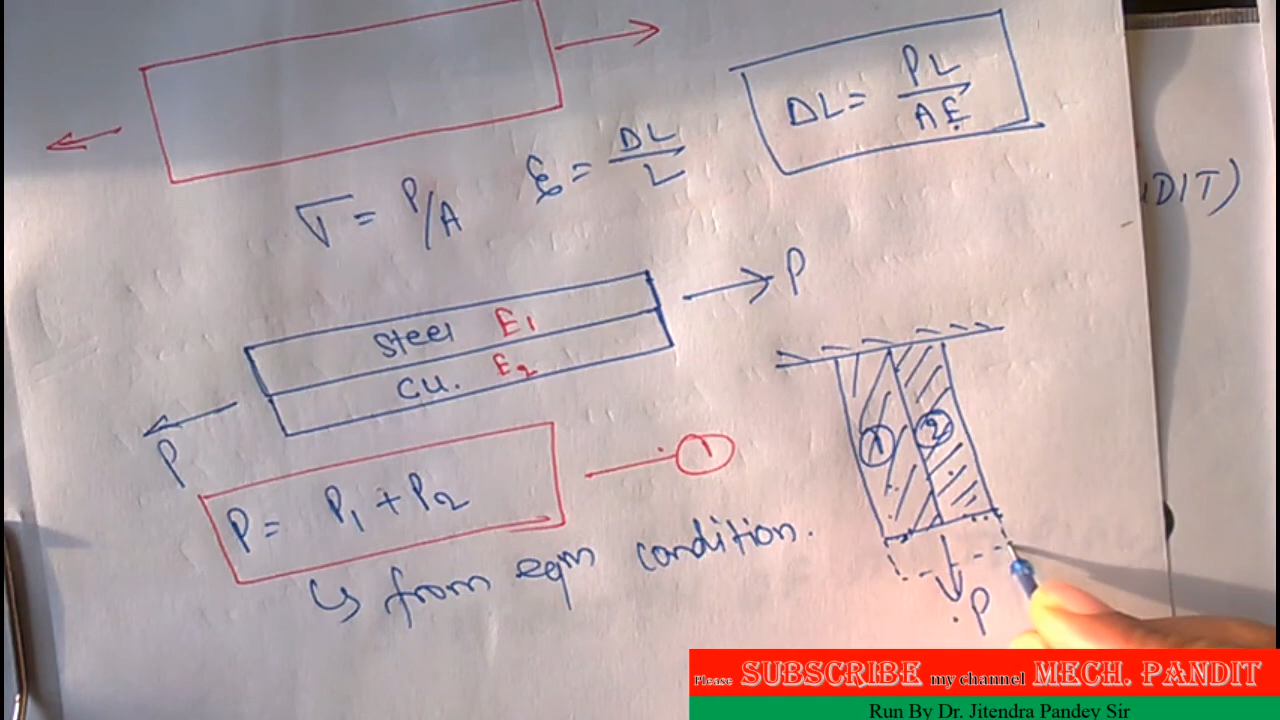 ΔL = PL/AE
ε = ΔL/L
σ = P/A
IDIT)
P
Steel E1
CU. E2
P
P = P1 + P2
1
↳ from eqm condition.
1 2
P
Please SUBSCRIBE my channel MECH. PANDIT
Run By Dr. Jitendra Pandey Sir